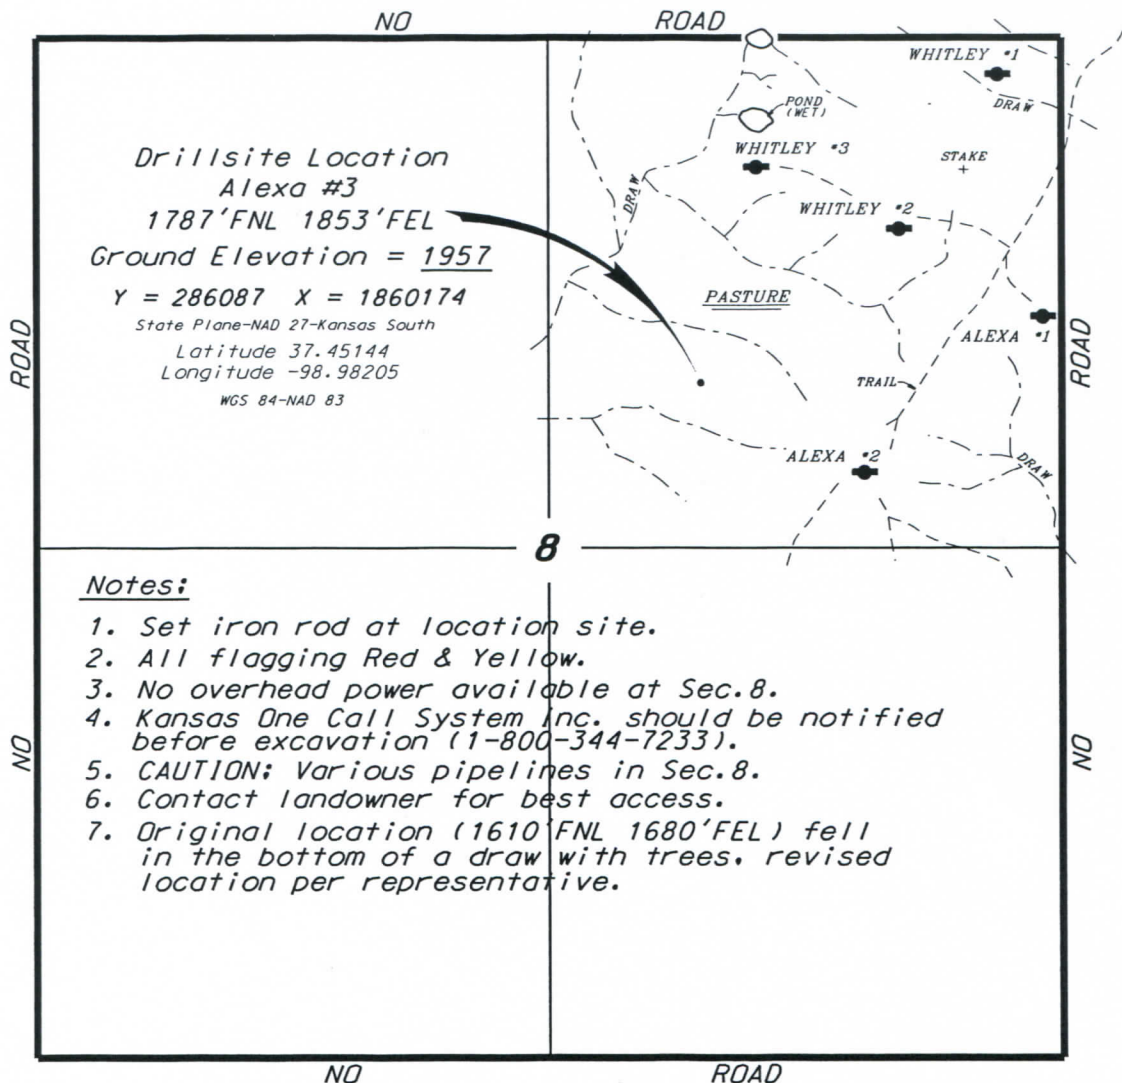 NO ROAD
WHITLEY #1
DRAW
POND
(WET)
WHITLEY #3
STAKE
DRAW
WHITLEY #2
PASTURE
ALEXA #1
TRAIL
ALEXA #2
DRAW
Drillsite Location
Alexa #3
1787'FNL 1853'FEL
Ground Elevation = 1957
Y = 286087 X = 1860174
State Plane-NAD 27-Kansas South
Latitude 37.45144
Longitude -98.98205
WGS 84-NAD 83
ROAD
ROAD
8
Notes:
1. Set iron rod at location site.
2. All flagging Red & Yellow.
3. No overhead power available at Sec.8.
4. Kansas One Call System Inc. should be notified
before excavation (1-800-344-7233).
5. CAUTION: Various pipelines in Sec.8.
6. Contact landowner for best access.
7. Original location (1610'FNL 1680'FEL) fell
in the bottom of a draw with trees. revised
location per representative.
NO
NO
NO ROAD